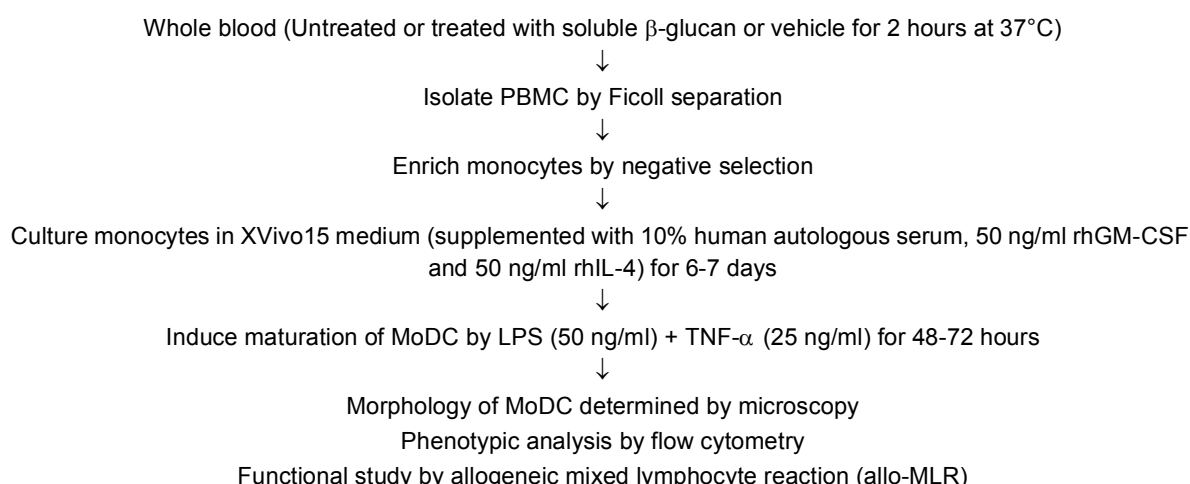 Whole blood (Untreated or treated with soluble β-glucan or vehicle for 2 hours at 37°C)
↓
Isolate PBMC by Ficoll separation
↓
Enrich monocytes by negative selection
↓
Culture monocytes in XVivo15 medium (supplemented with 10% human autologous serum, 50 ng/ml rhGM-CSF
and 50 ng/ml rhIL-4) for 6-7 days
↓
Induce maturation of MoDC by LPS (50 ng/ml) + TNF-α (25 ng/ml) for 48-72 hours
↓
Morphology of MoDC determined by microscopy
Phenotypic analysis by flow cytometry
Functional study by allogeneic mixed lymphocyte reaction (allo-MLR)